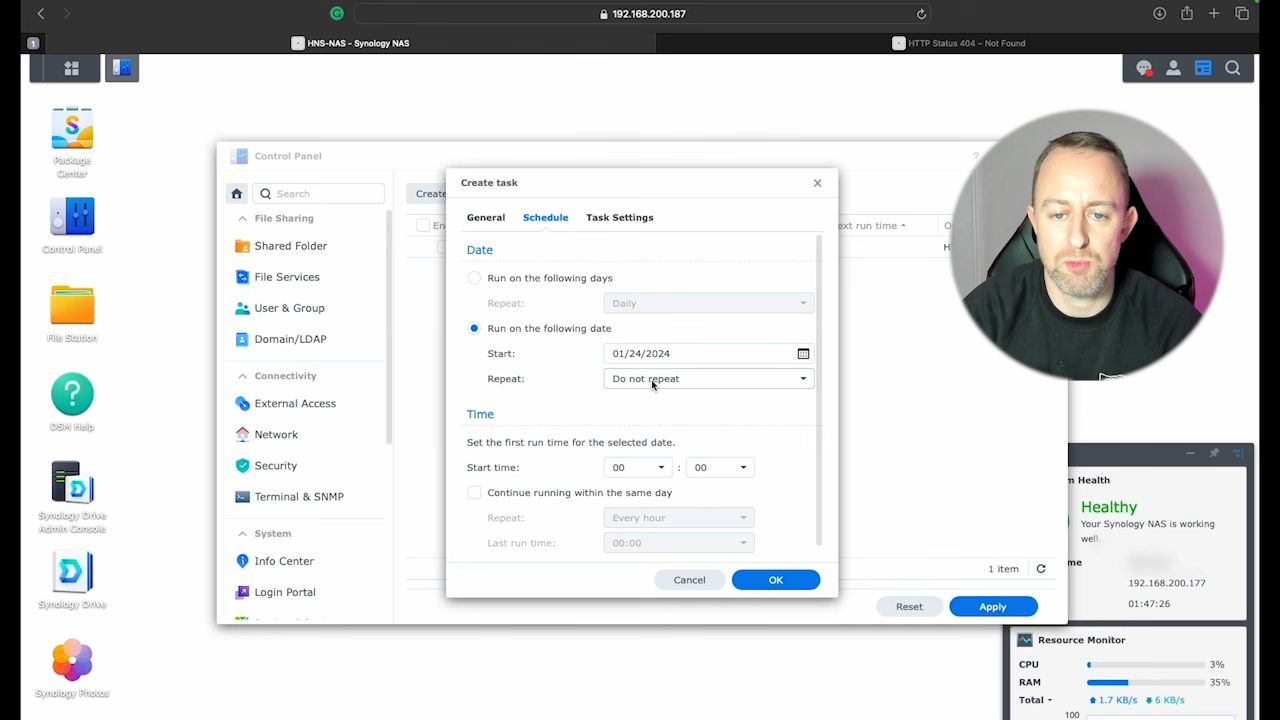 192.168.200.187
1
HNS-NAS - Synology NAS
HTTP Status 404 – Not Found
Package
Center
Control Panel
File Station
DSM Help
Synology Drive
Admin Console
Synology Drive
Synology Photos
Control Panel
?
Search
File Sharing
Shared Folder
File Services
User & Group
Domain/LDAP
Connectivity
External Access
Network
Security
Terminal & SNMP
System
Info Center
Login Portal
Create
En
ext run time
O
H
1 item
Reset
Apply
Create task
General
Schedule
Task Settings
Date
Run on the following days
Repeat:
Daily
Run on the following date
Start:
01/24/2024
Repeat:
Do not repeat
Time
Set the first run time for the selected date.
Start time:
00
:
00
Continue running within the same day
Repeat:
Every hour
Last run time:
00:00
Cancel
OK
m Health
Healthy
Your Synology NAS is working
well.
me
192.168.200.177
01:47:26
Resource Monitor
CPU
3%
RAM
35%
Total
1.7 KB/s
6 KB/s
100